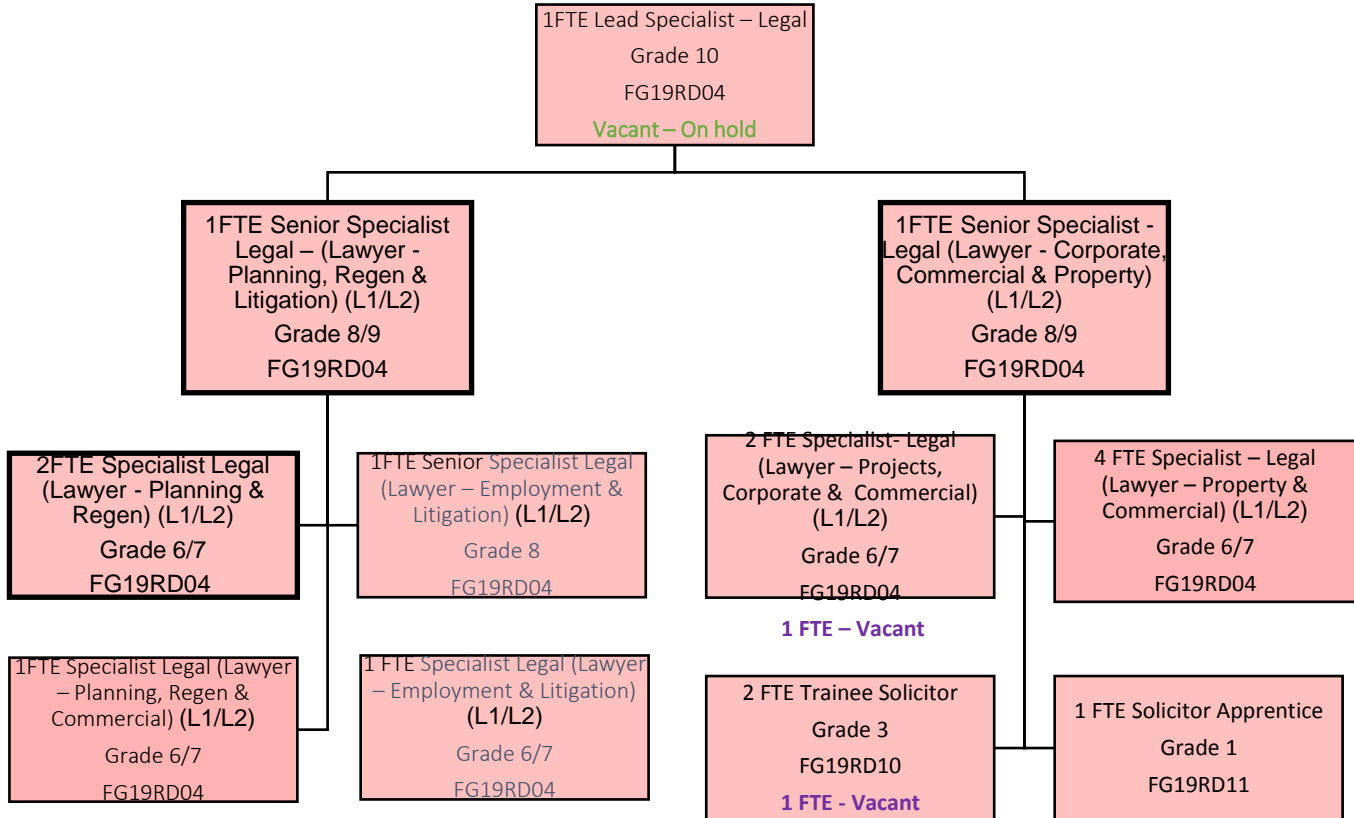 1FTE Lead Specialist – Legal
Grade 10
FG19RD04
Vacant – On hold
1FTE Senior Specialist
Legal – (Lawyer -
Planning, Regen &
Litigation) (L1/L2)
Grade 8/9
FG19RD04
1FTE Senior Specialist -
Legal (Lawyer - Corporate,
Commercial & Property)
(L1/L2)
Grade 8/9
FG19RD04
2FTE Specialist Legal
(Lawyer - Planning &
Regen) (L1/L2)
Grade 6/7
FG19RD04
1FTE Senior Specialist Legal
(Lawyer – Employment &
Litigation) (L1/L2)
Grade 8
FG19RD04
2 FTE Specialist- Legal
(Lawyer – Projects,
Corporate & Commercial)
(L1/L2)
Grade 6/7
FG19RD04
1 FTE – Vacant
4 FTE Specialist – Legal
(Lawyer – Property &
Commercial) (L1/L2)
Grade 6/7
FG19RD04
1FTE Specialist Legal (Lawyer
– Planning, Regen &
Commercial) (L1/L2)
Grade 6/7
FG19RD04
1 FTE Specialist Legal (Lawyer
– Employment & Litigation)
(L1/L2)
Grade 6/7
FG19RD04
2 FTE Trainee Solicitor
Grade 3
FG19RD10
1 FTE - Vacant
1 FTE Solicitor Apprentice
Grade 1
FG19RD11